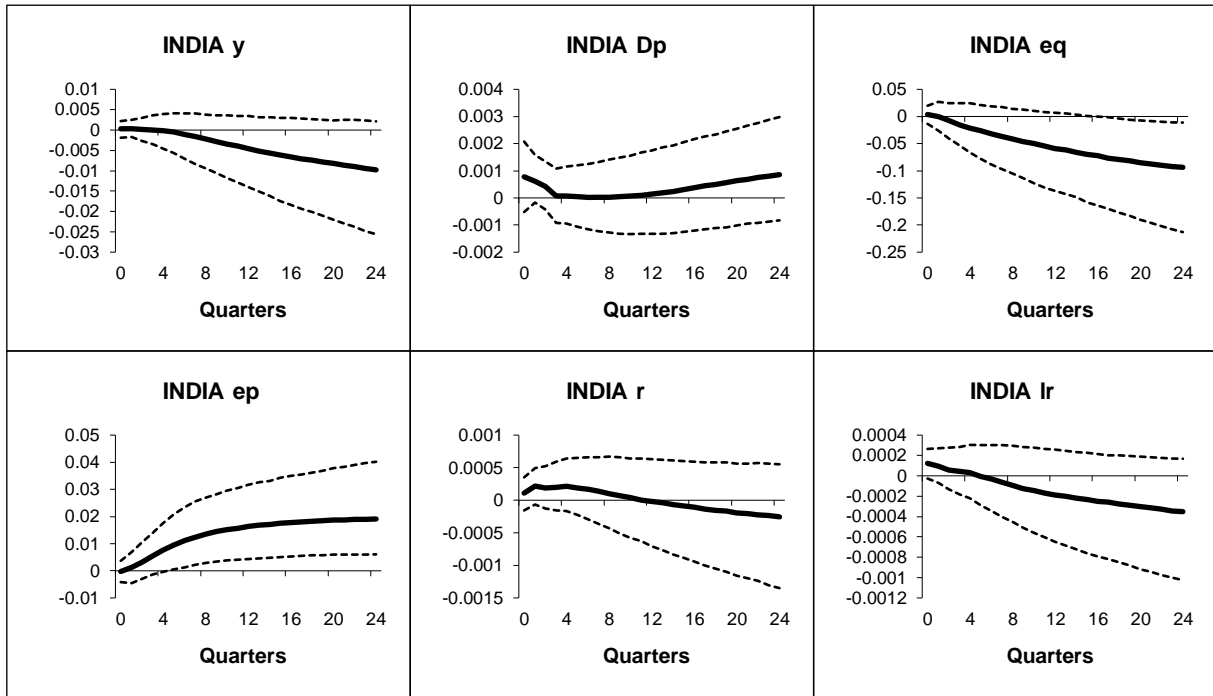 INDIA y
0.01
0.005
0
-0.005
-0.01
-0.015
-0.02
-0.025
-0.03
0 4 8 12 16 20 24
Quarters
INDIA Dp
0.004
0.003
0.002
0.001
0
-0.001
-0.002
0 4 8 12 16 20 24
Quarters
INDIA eq
0.05
0
-0.05
-0.1
-0.15
-0.2
-0.25
0 4 8 12 16 20 24
Quarters
INDIA ep
0.05
0.04
0.03
0.02
0.01
0
-0.01
0 4 8 12 16 20 24
Quarters
INDIA r
0.001
0.0005
0
-0.0005
-0.001
-0.0015
0 4 8 12 16 20 24
Quarters
INDIA lr
0.0004
0.0002
0
-0.0002
-0.0004
-0.0006
-0.0008
-0.001
-0.0012
0 4 8 12 16 20 24
Quarters